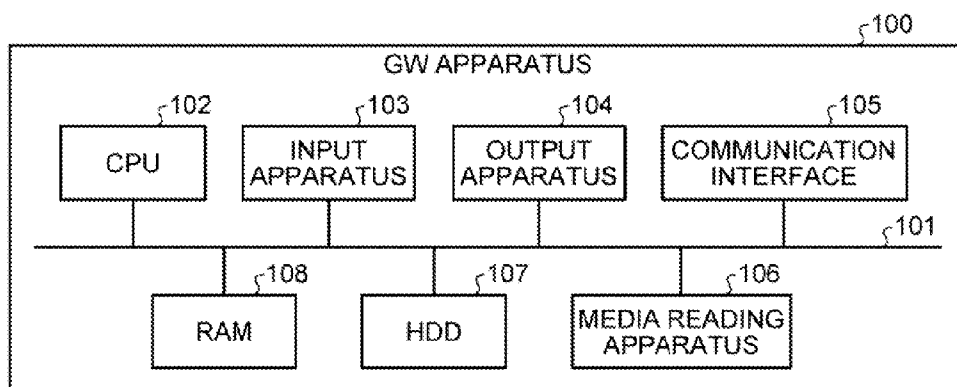 100
GW APPARATUS
102
103
104
105
CPU
INPUT
APPARATUS
OUTPUT
APPARATUS
COMMUNICATION
INTERFACE
101
108
107
106
RAM
HDD
MEDIA READING
APPARATUS